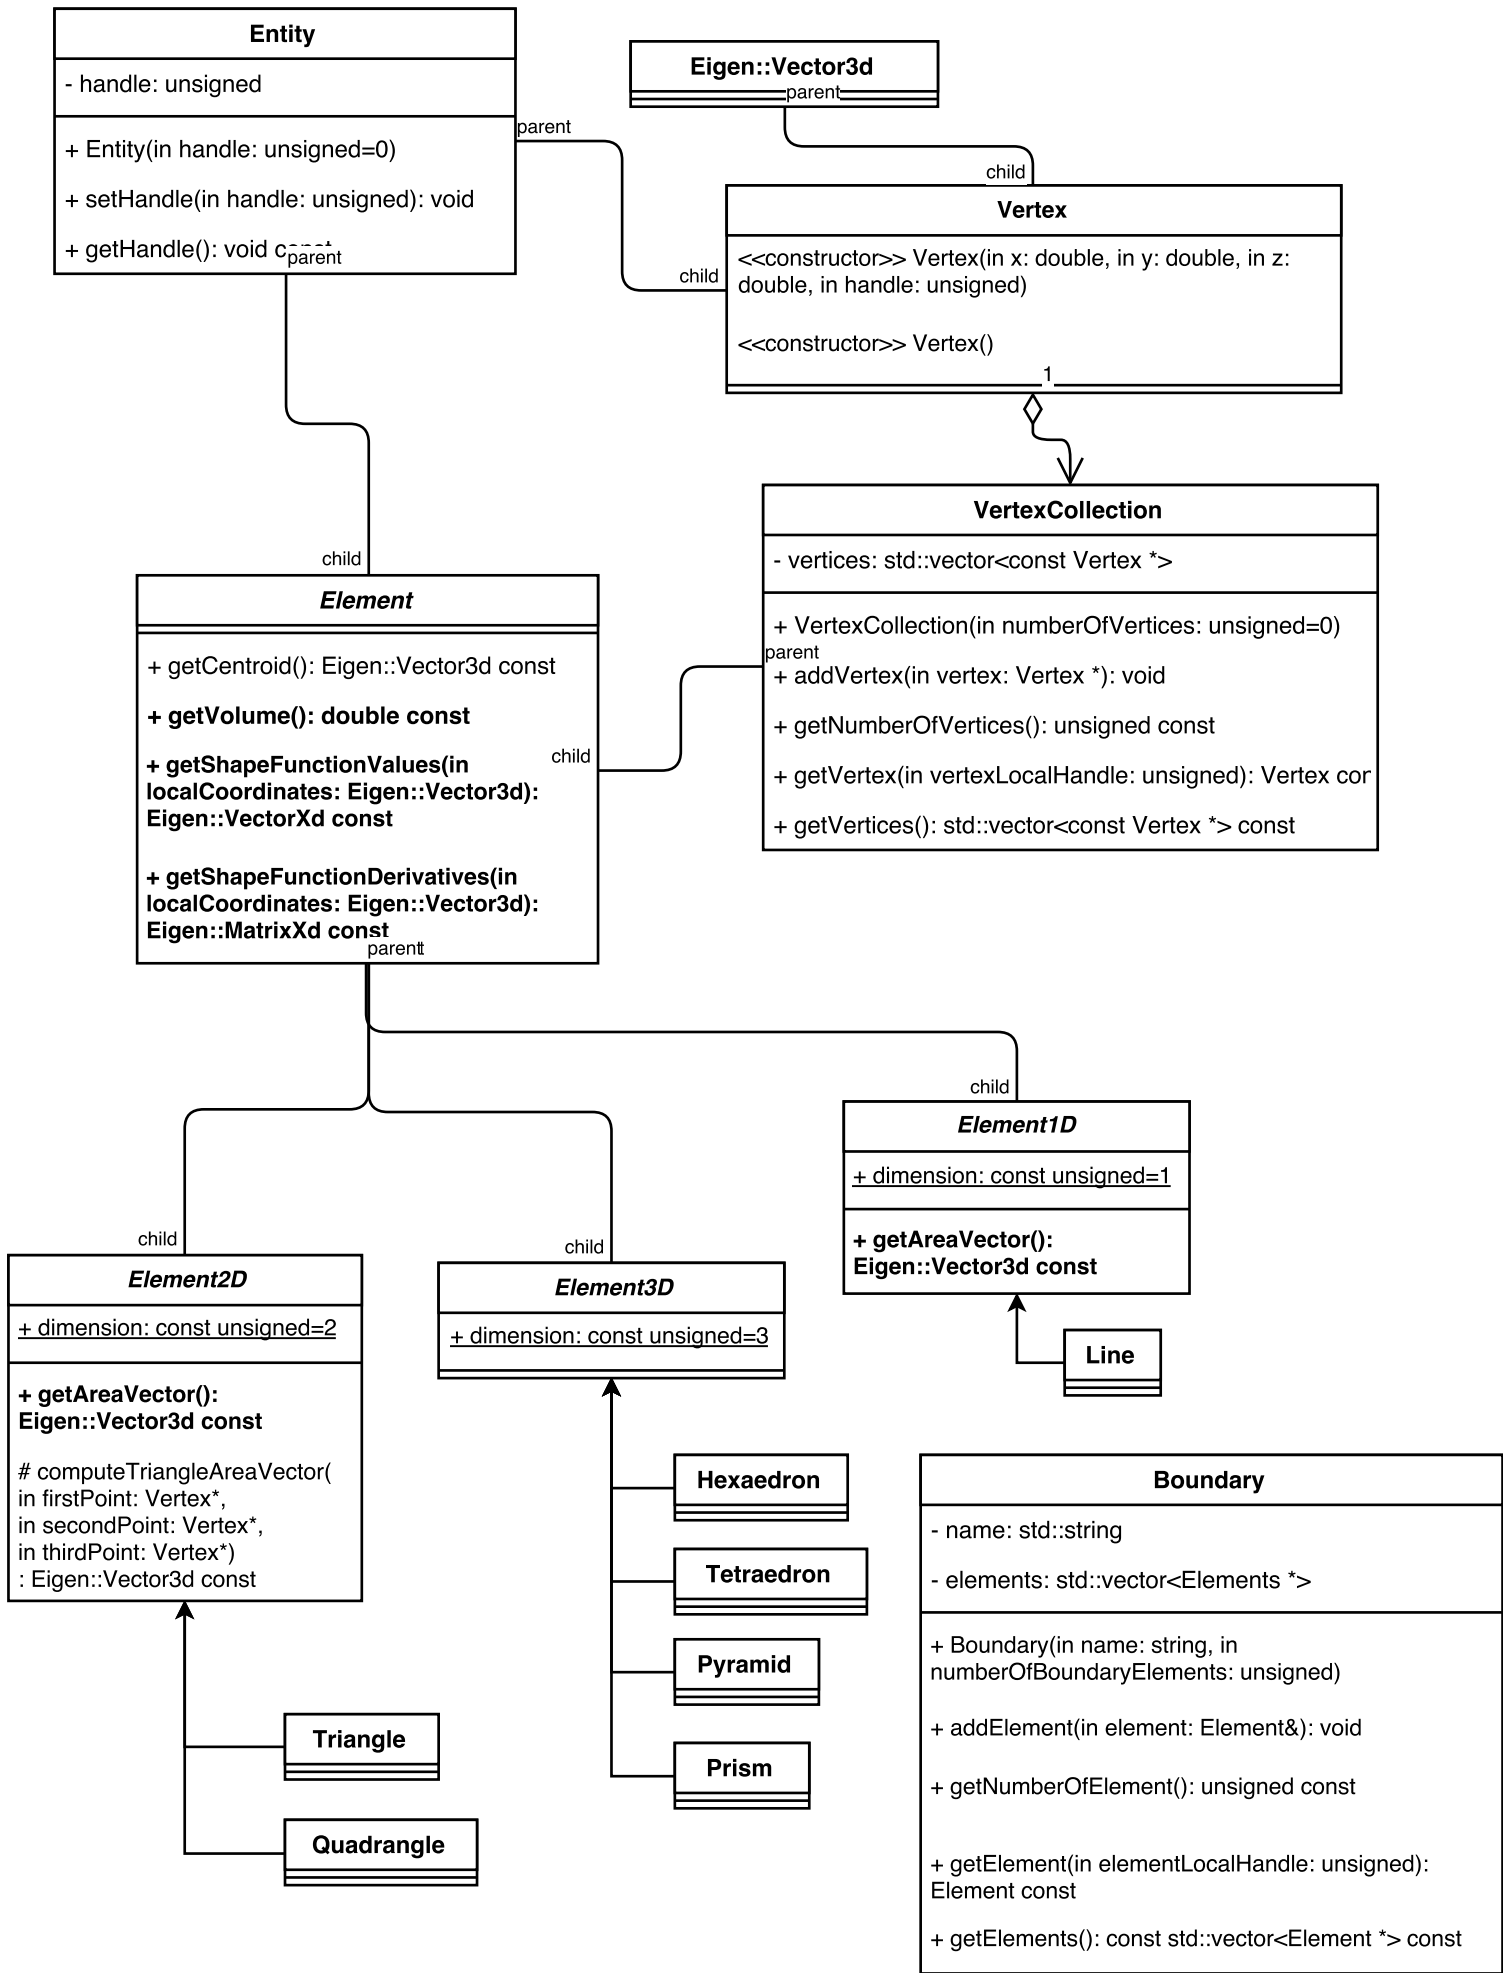 Entity
- handle: unsigned
+ Entity(in handle: unsigned=0)
+ setHandle(in handle: unsigned): void
+ getHandle(): void const
parent
parent
child
Eigen::Vector3d
parent
child
Vertex
<<constructor>> Vertex(in x: double, in y: double, in z:
double, in handle: unsigned)
<<constructor>> Vertex()
1
VertexCollection
- vertices: std::vector<const Vertex *>
+ VertexCollection(in numberOfVertices: unsigned=0)
parent
+ addVertex(in vertex: Vertex *): void
+ getNumberOfVertices(): unsigned const
+ getVertex(in vertexLocalHandle: unsigned): Vertex cor
+ getVertices(): std::vector<const Vertex *> const
child
Element
+ getCentroid(): Eigen::Vector3d const
+ getVolume(): double const
child
+ getShapeFunctionValues(in
localCoordinates: Eigen::Vector3d):
Eigen::VectorXd const
+ getShapeFunctionDerivatives(in
localCoordinates: Eigen::Vector3d):
Eigen::MatrixXd const
parent
child
Element1D
+ dimension: const unsigned=1
+ getAreaVector():
Eigen::Vector3d const
Line
child
Element2D
+ dimension: const unsigned=2
+ getAreaVector():
Eigen::Vector3d const
# computeTriangleAreaVector(
in firstPoint: Vertex*,
in secondPoint: Vertex*,
in thirdPoint: Vertex*)
: Eigen::Vector3d const
Triangle
Quadrangle
child
Element3D
+ dimension: const unsigned=3
Hexaedron
Tetraedron
Pyramid
Prism
Boundary
- name: std::string
- elements: std::vector<Elements *>
+ Boundary(in name: string, in
numberOfBoundaryElements: unsigned)
+ addElement(in element: Element&): void
+ getNumberOfElement(): unsigned const
+ getElement(in elementLocalHandle: unsigned):
Element const
+ getElements(): const std::vector<Element *> const